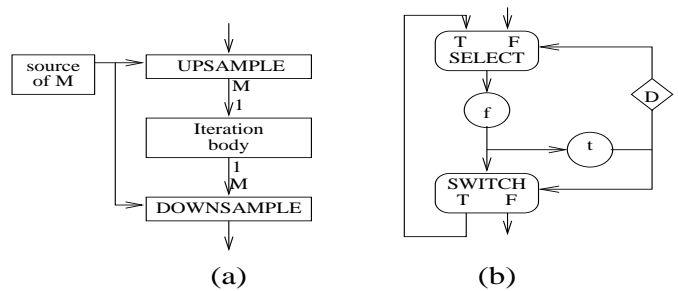 source
of M
UPSAMPLE
M
1
Iteration
body
1
M
DOWNSAMPLE
(a)
T F
SELECT
f
D
t
SWITCH
T F
(b)